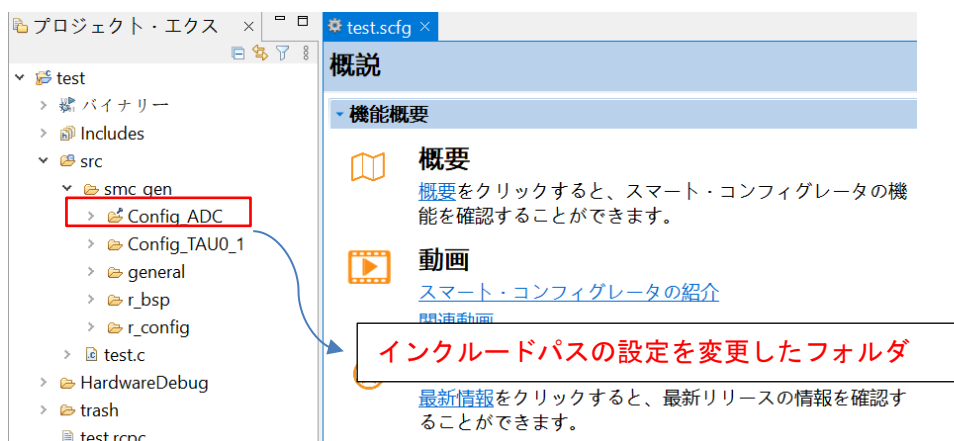 プロジェクト・エクス
test
バイナリー
Includes
src
smc_gen
Config_ADC
Config_TAU0_1
general
r_bsp
r_config
test.c
HardwareDebug
trash
test.rcpc
test.scfg
概説
機能概要
概要
概要をクリックすると、スマート・コンフィグレータの機
能を確認することができます。
動画
スマート・コンフィグレータの紹介
関連動画
インクルードパスの設定を変更したフォルダ
最新情報をクリックすると、最新リリースの情報を確認す
ることができます。